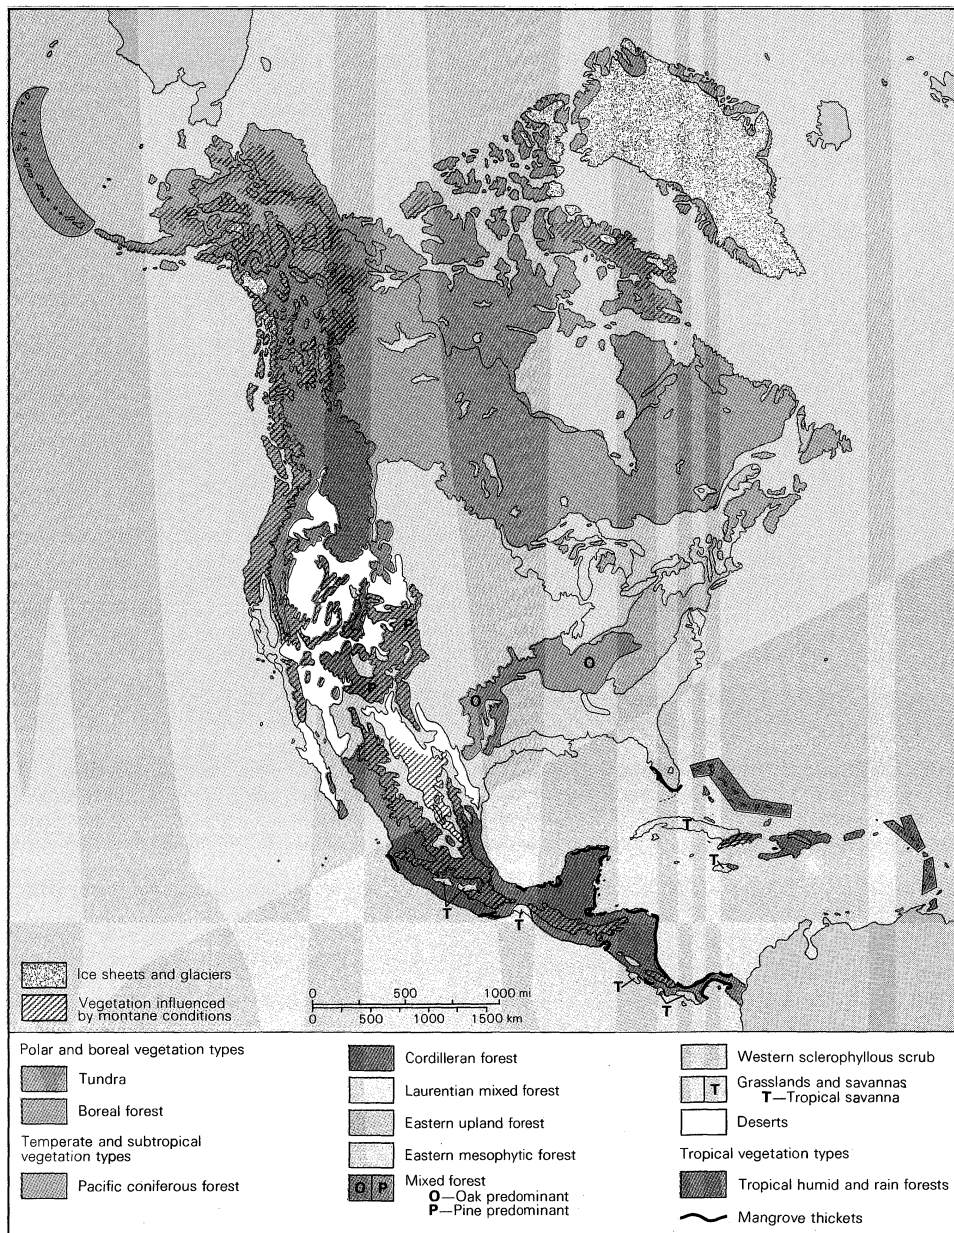 P
O
P
O
T
T
T
T
T
T
Ice sheets and glaciers
Vegetation influenced
by montane conditions
0 500 1000 mi
0 500 1000 1500 km
Polar and boreal vegetation types
Tundra
Boreal forest
Temperate and subtropical
vegetation types
Pacific coniferous forest
Cordilleran forest
Laurentian mixed forest
Eastern upland forest
Eastern mesophytic forest
O P Mixed forest
O—Oak predominant
P—Pine predominant
Western sclerophyllous scrub
T Grasslands and savannas
T—Tropical savanna
Deserts
Tropical vegetation types
Tropical humid and rain forests
Mangrove thickets